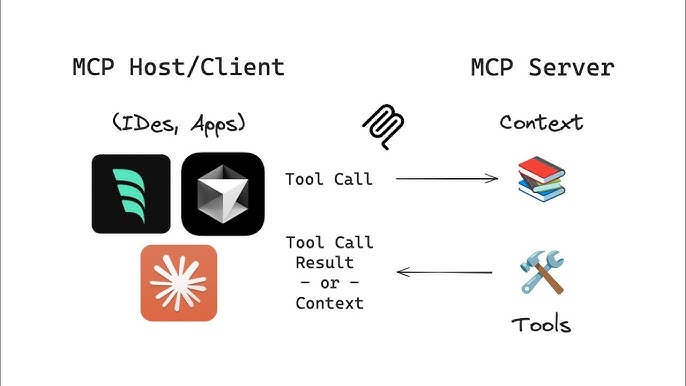 MCP Host/Client
MCP Server
(IDes, Apps)
Context
Tool Call
Tool Call
Result
- or -
Context
Tools